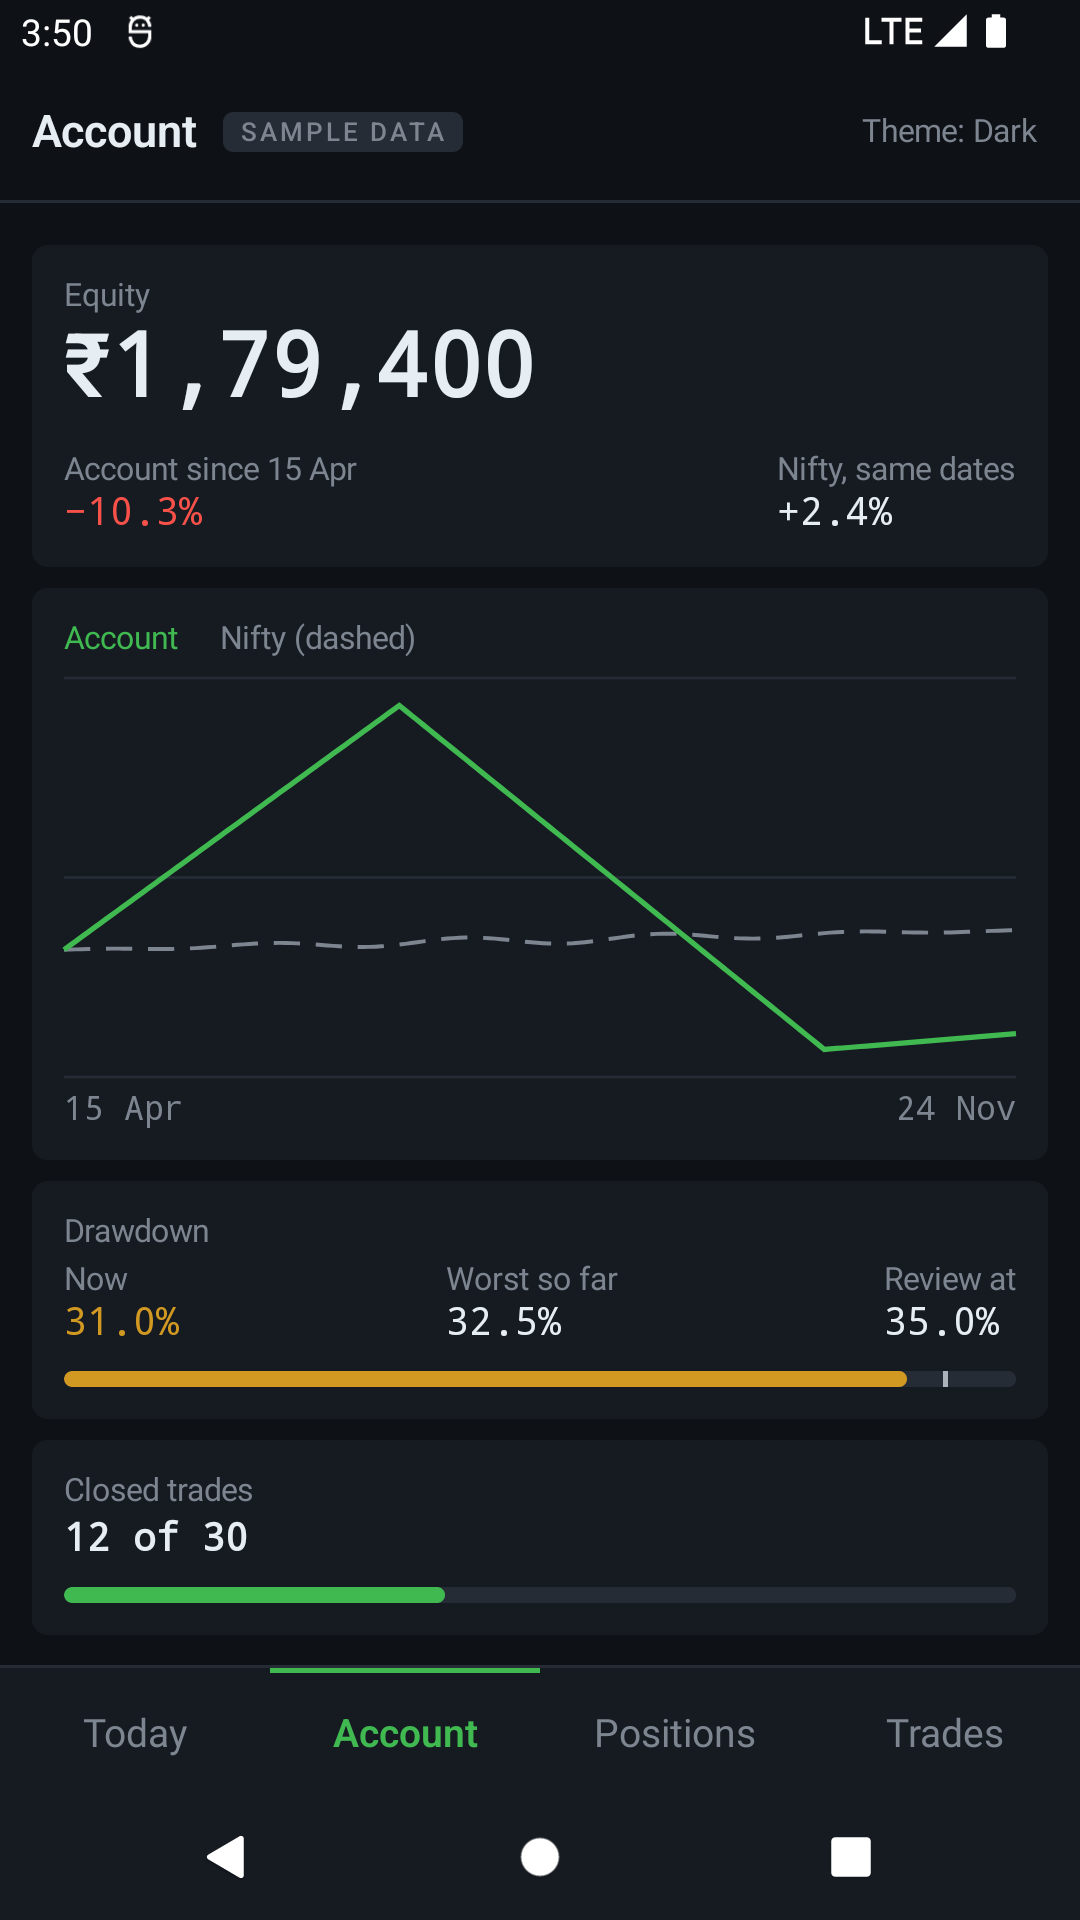 3:50
LTE
Account
SAMPLE DATA
Theme: Dark
Equity
₹1,79,400
Account since 15 Apr
Nifty, same dates
−10.3%
+2.4%
Account
Nifty (dashed)
15 Apr
24 Nov
Drawdown
Now
Worst so far
Review at
31.0%
32.5%
35.0%
Closed trades
12 of 30
Today
Account
Positions
Trades